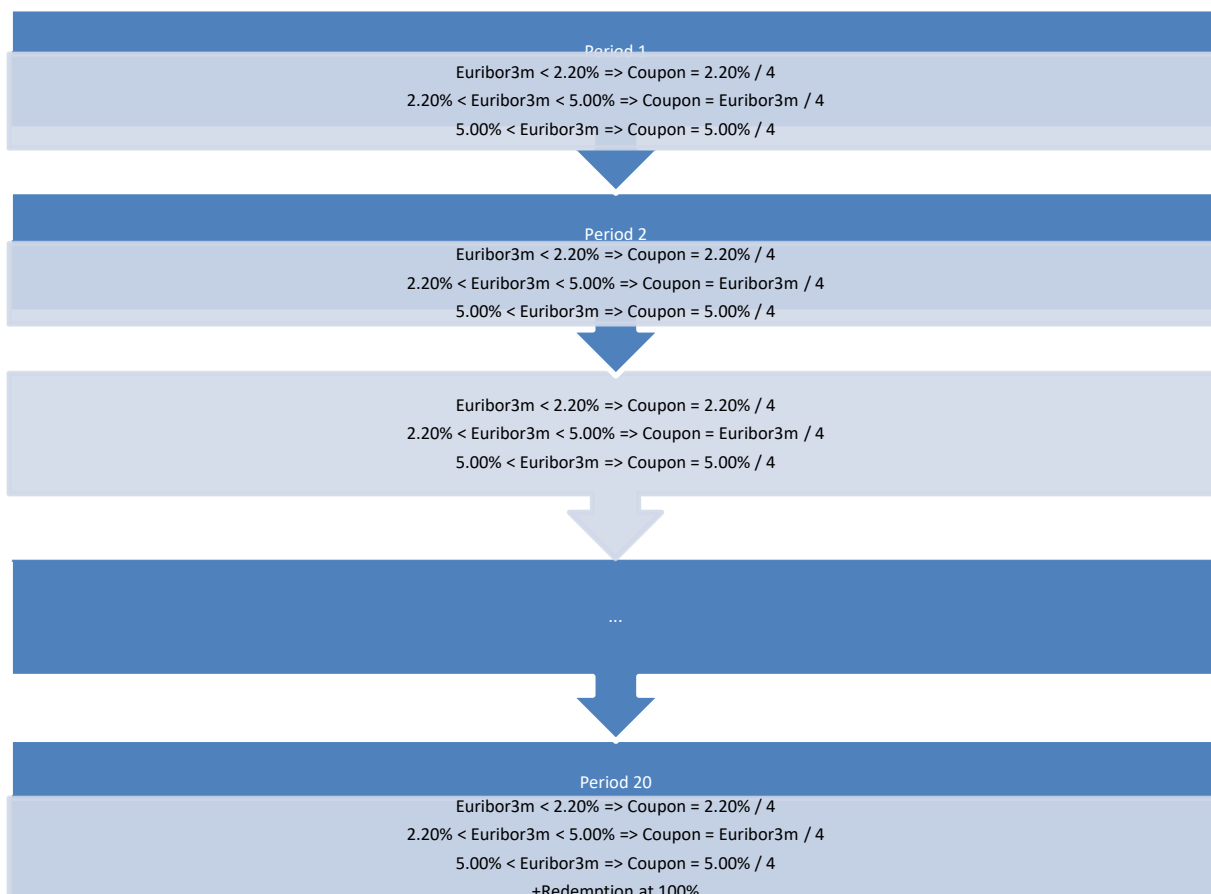 Period 1
Euribor3m < 2.20% => Coupon = 2.20% / 4
2.20% < Euribor3m < 5.00% => Coupon = Euribor3m / 4
5.00% < Euribor3m => Coupon = 5.00% / 4
Period 2
Euribor3m < 2.20% => Coupon = 2.20% / 4
2.20% < Euribor3m < 5.00% => Coupon = Euribor3m / 4
5.00% < Euribor3m => Coupon = 5.00% / 4
Euribor3m < 2.20% => Coupon = 2.20% / 4
2.20% < Euribor3m < 5.00% => Coupon = Euribor3m / 4
5.00% < Euribor3m => Coupon = 5.00% / 4
...
Period 20
Euribor3m < 2.20% => Coupon = 2.20% / 4
2.20% < Euribor3m < 5.00% => Coupon = Euribor3m / 4
5.00% < Euribor3m => Coupon = 5.00% / 4
+Redemption at 100%